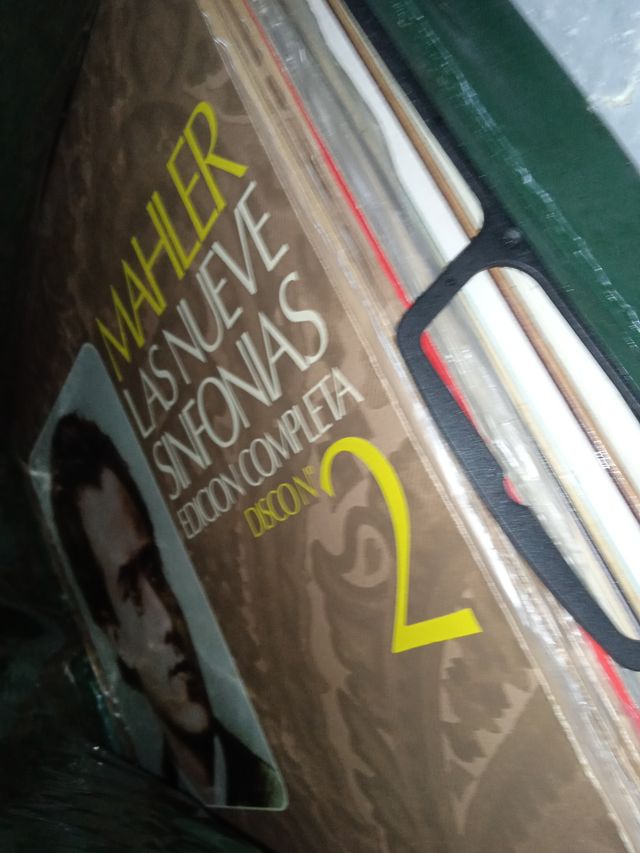 MAHLER
LAS NUEVE
SINFONIAS
EDICION COMPLETA
DISCO Nº 2